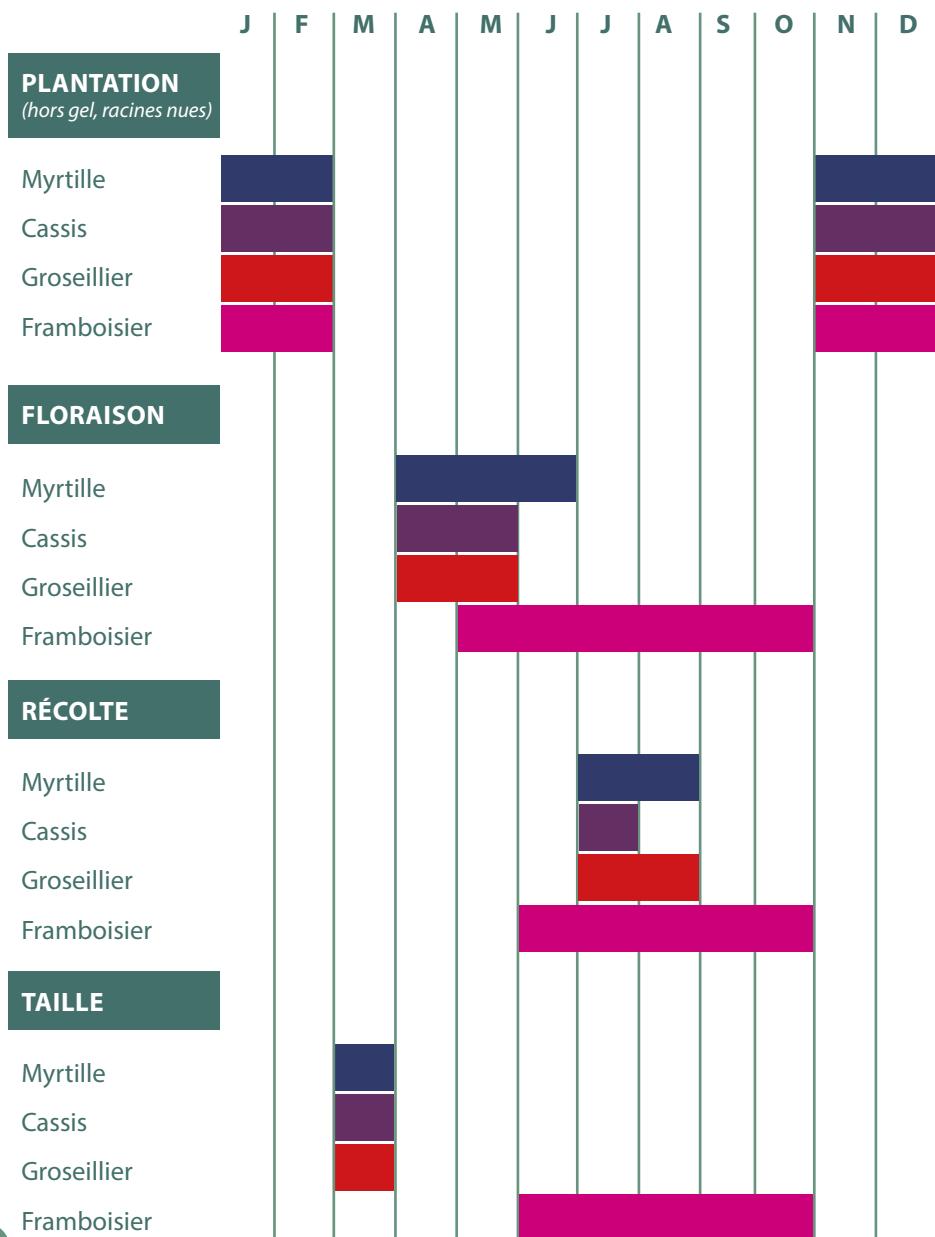 J F M A M J J A S O N D
PLANTATION
(hors gel, racines nues)
Myrtille
Cassis
Groseillier
Framboisier
FLORAISON
Myrtille
Cassis
Groseillier
Framboisier
RÉCOLTE
Myrtille
Cassis
Groseillier
Framboisier
TAILLE
Myrtille
Cassis
Groseillier
Framboisier